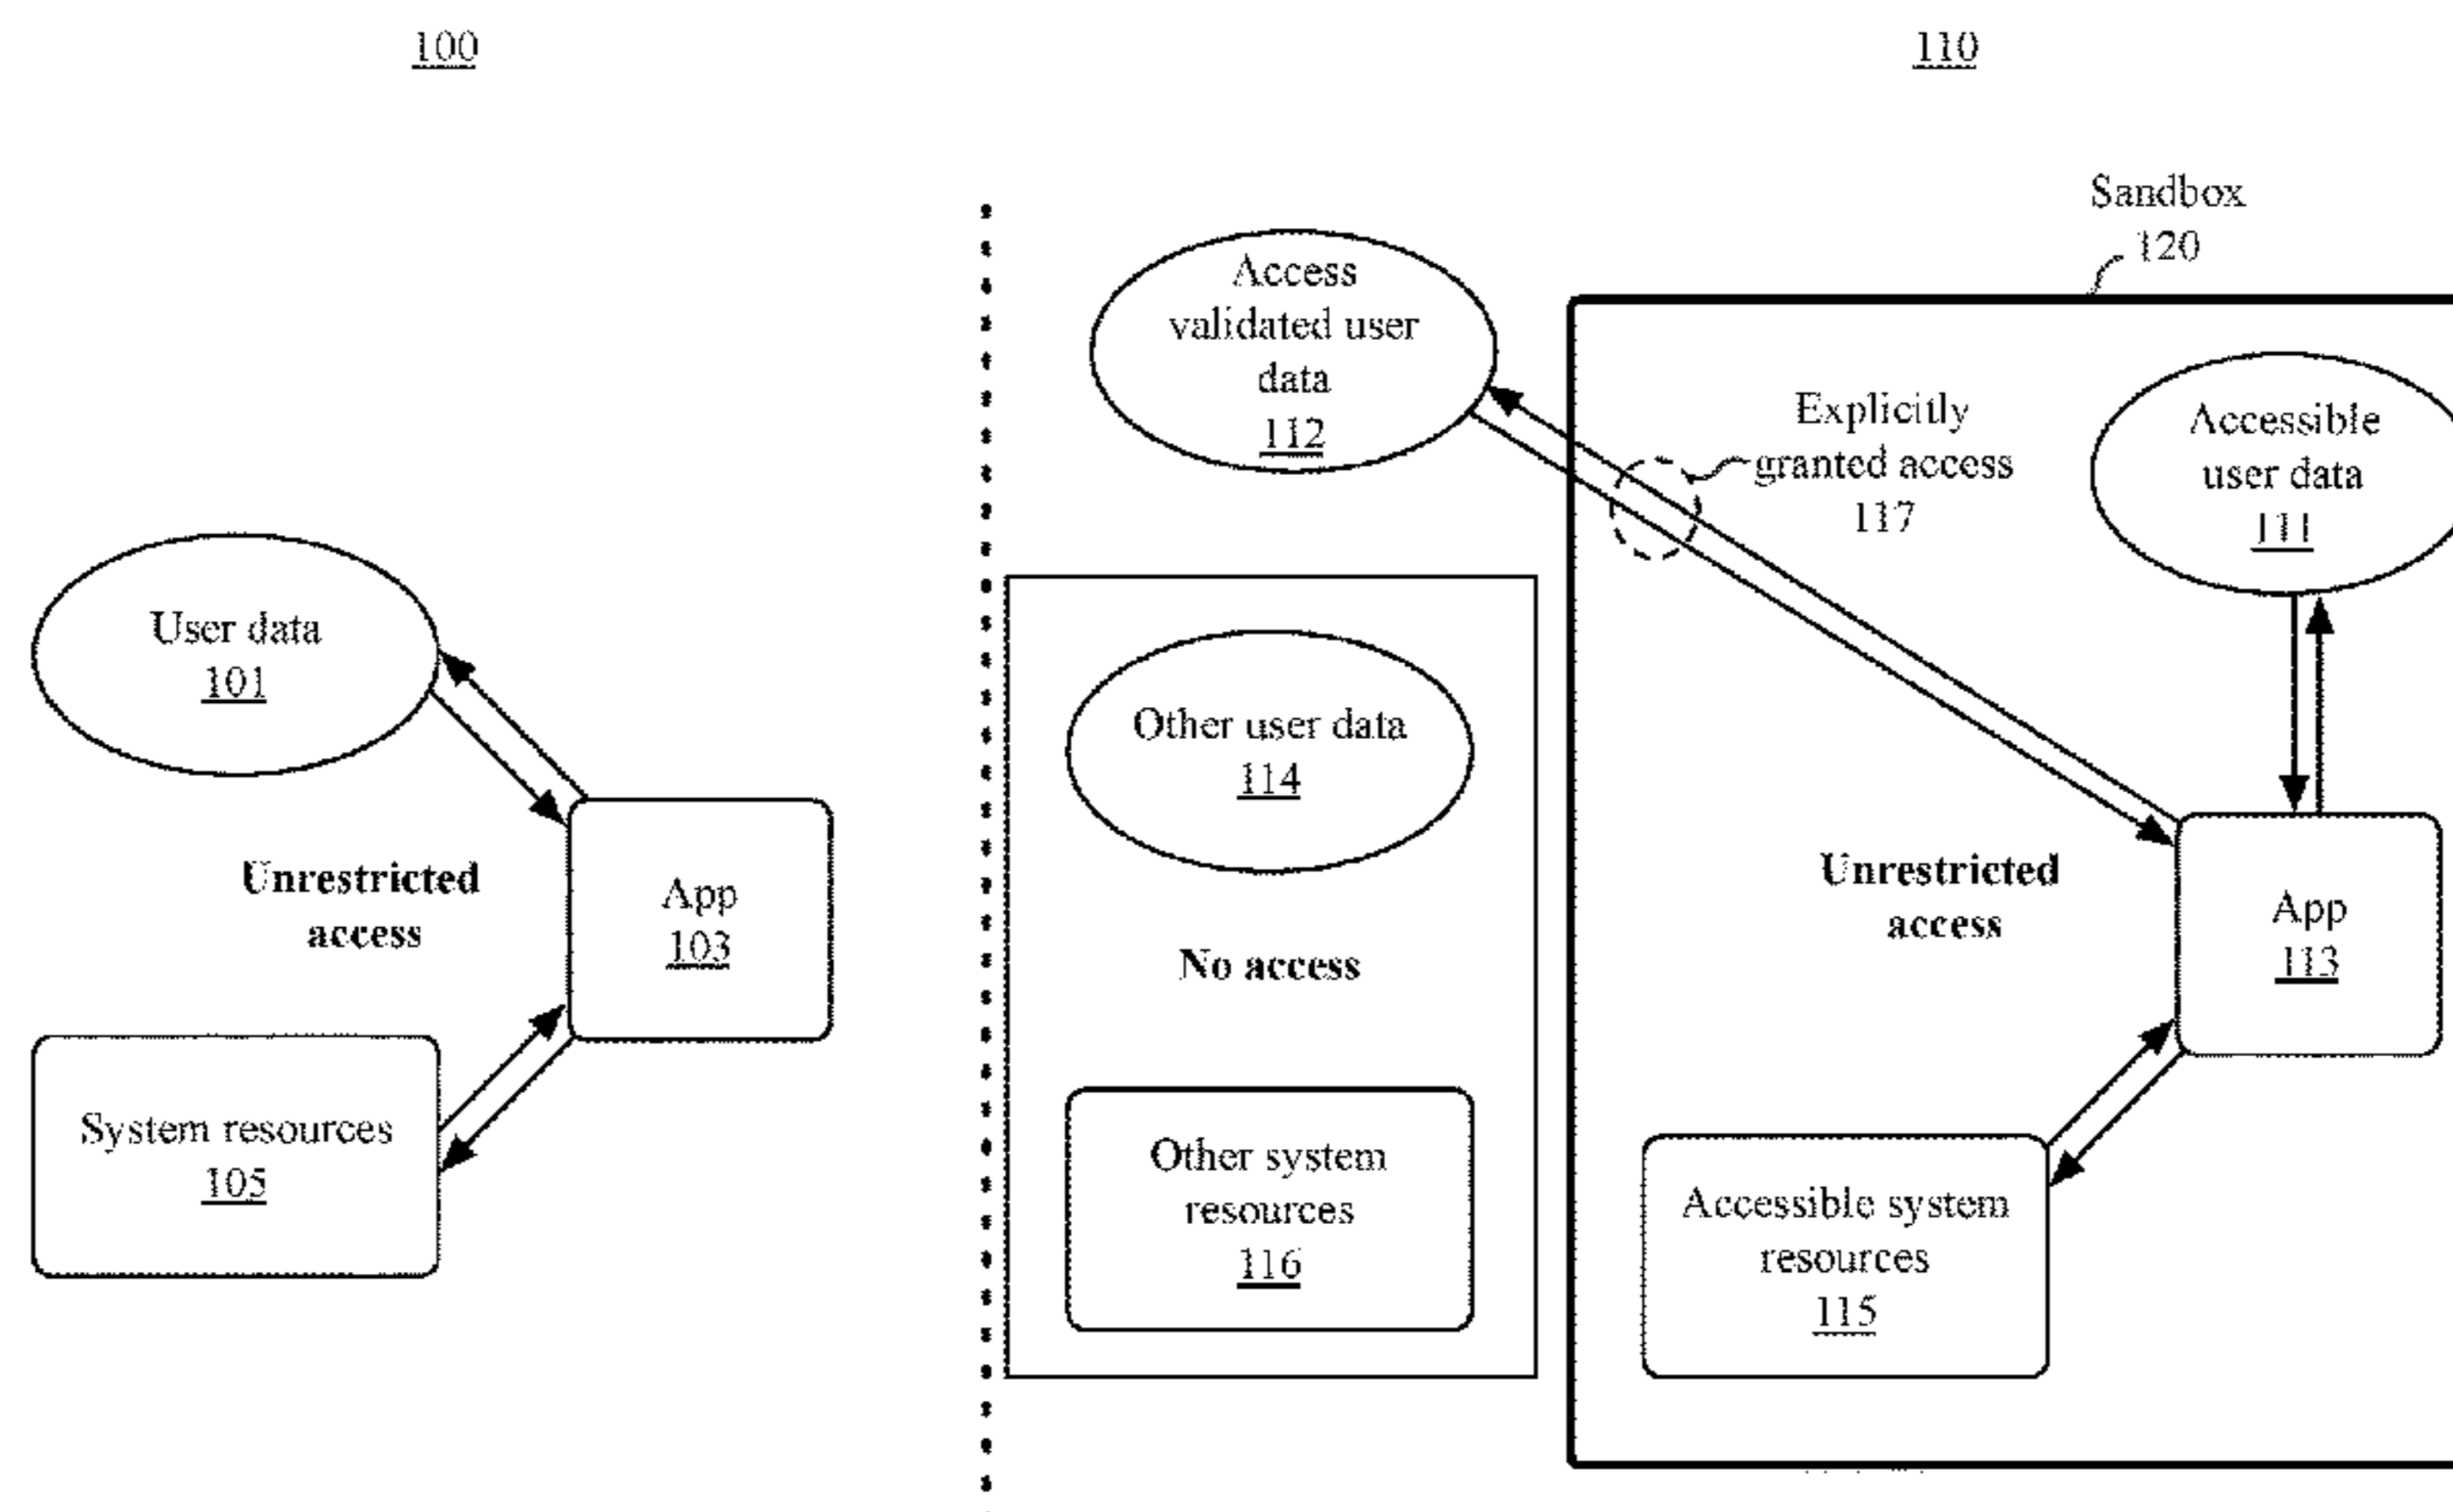 100
110
Sandbox
120
Access
validated user
data
112
Explicitly
granted access
117
Accessible
user data
111
User data
101
Other user data
114
Unrestricted
access
App
103
No access
Unrestricted
access
App
113
System resources
105
Other system
resources
116
Accessible system
resources
115